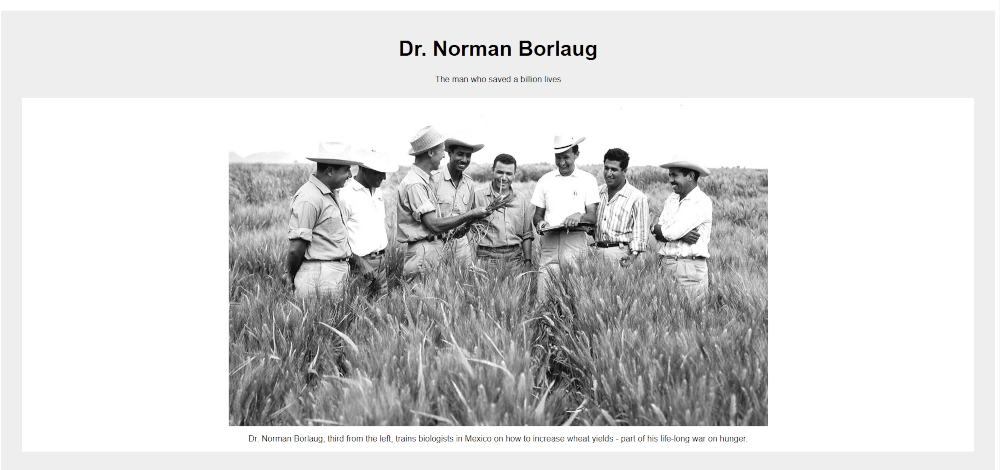 Dr. Norman Borlaug
The man who saved a billion lives
Dr. Norman Borlaug, third from the left, trains biologists in Mexico on how to increase wheat yields - part of his life-long war on hunger.